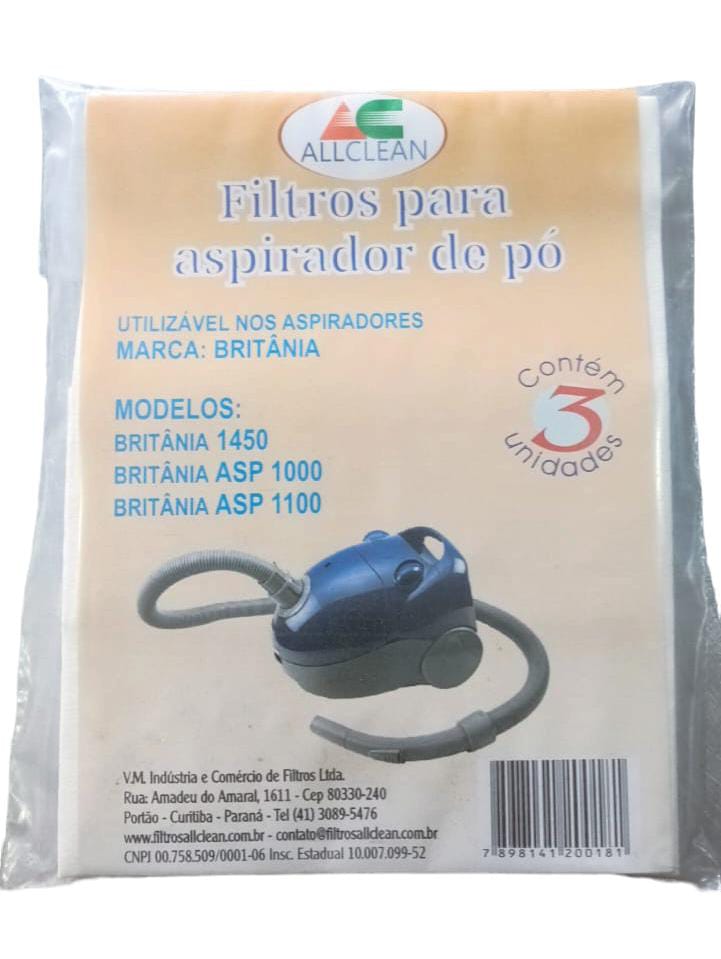 AC
ALLCLEAN
Filtros para
aspirador de pó
UTILIZÁVEL NOS ASPIRADORES
MARCA: BRITÂNIA
MODELOS:
BRITÂNIA 1450
BRITÂNIA ASP 1000
BRITÂNIA ASP 1100
Contém
3
unidades
V.M. Indústria e Comércio de Filtros Ltda.
Rua: Amadeu do Amaral, 1611 - Cep 80330-240
Portão - Curitiba - Paraná - Tel (41) 3089-5476
www.filtrosallclean.com.br - contato@filtrosallclean.com.br
CNPJ 00.758.509/0001-06 Insc. Estadual 10.007.099-52
7 898141 200181